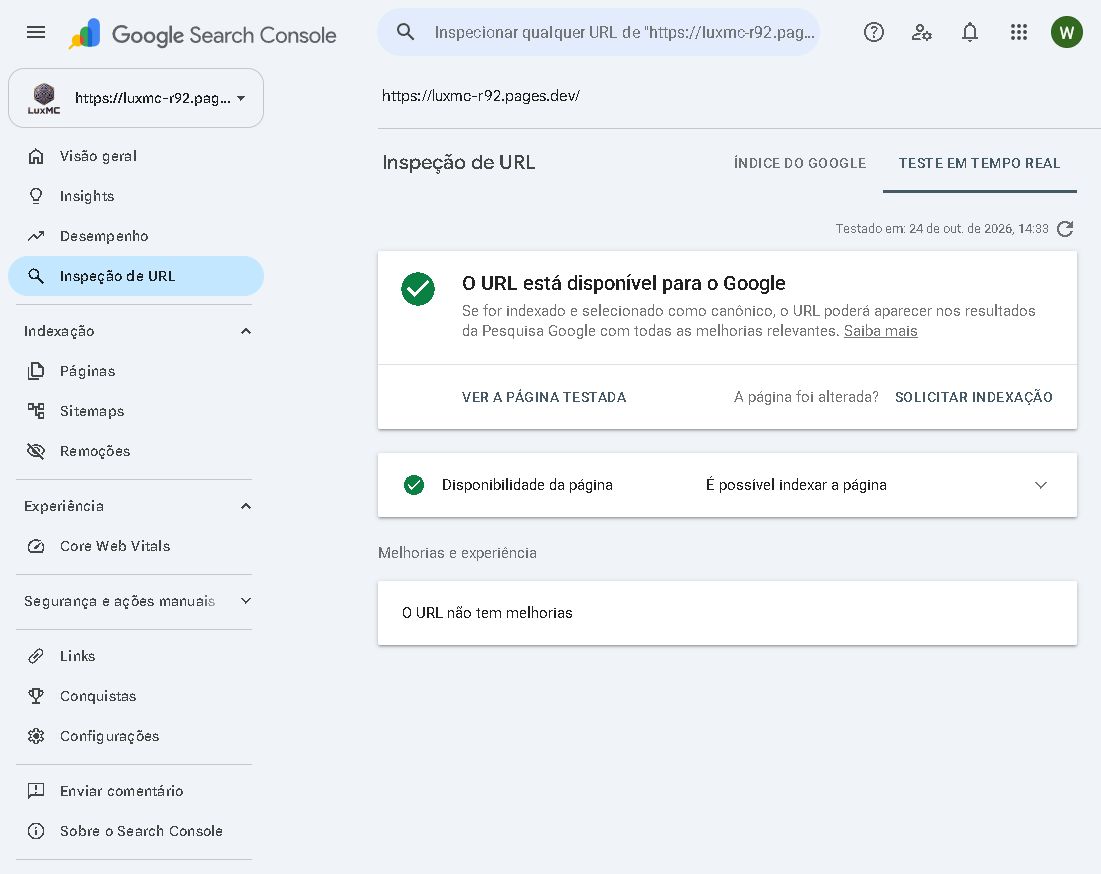 Google Search Console
Inspecionar qualquer URL de "https://luxmc-r92.pag...
W
LuxMC
https://luxmc-r92.pag...
Visão geral
Insights
Desempenho
Inspeção de URL
Indexação
Páginas
Sitemaps
Remoções
Experiência
Core Web Vitals
Segurança e ações manuais
Links
Conquistas
Configurações
Enviar comentário
Sobre o Search Console
https://luxmc-r92.pages.dev/
Inspeção de URL
ÍNDICE DO GOOGLE
TESTE EM TEMPO REAL
Testado em: 24 de out. de 2026, 14:33
O URL está disponível para o Google
Se for indexado e selecionado como canônico, o URL poderá aparecer nos resultados
da Pesquisa Google com todas as melhorias relevantes. Saiba mais
VER A PÁGINA TESTADA
A página foi alterada? SOLICITAR INDEXAÇÃO
Disponibilidade da página
É possível indexar a página
Melhorias e experiência
O URL não tem melhorias